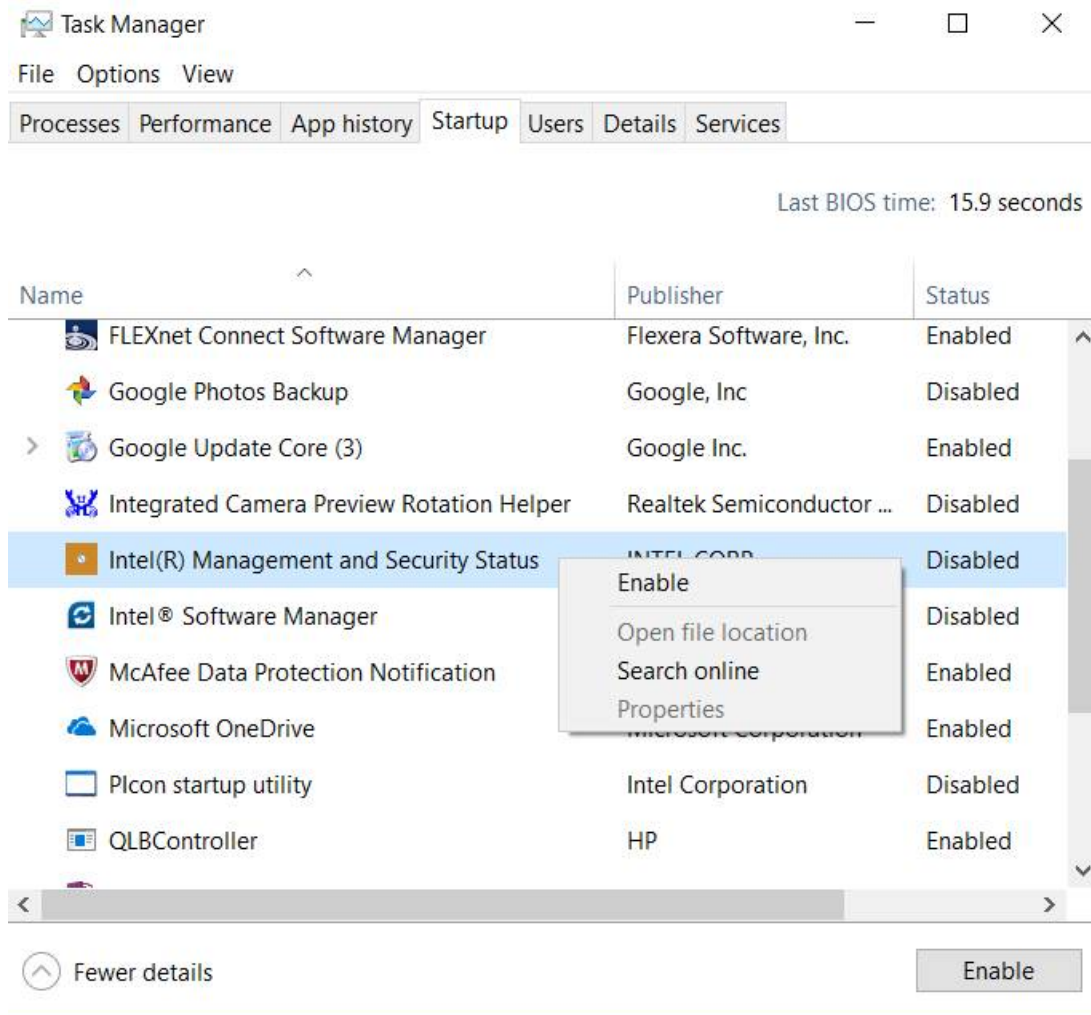 Task Manager
File Options View
Processes Performance App history Startup Users Details Services
Last BIOS time: 15.9 seconds
Name Publisher Status
FLEXnet Connect Software Manager Flexera Software, Inc. Enabled
Google Photos Backup Google, Inc Disabled
Google Update Core (3) Google Inc. Enabled
Integrated Camera Preview Rotation Helper Realtek Semiconductor ... Disabled
Intel(R) Management and Security Status INTEL CORP Disabled
Enable
Intel® Software Manager Disabled
Open file location
McAfee Data Protection Notification Enabled
Search online
Properties
Microsoft OneDrive Microsoft Corporation Enabled
PIcon startup utility Intel Corporation Disabled
QLBController HP Enabled
Fewer details Enable